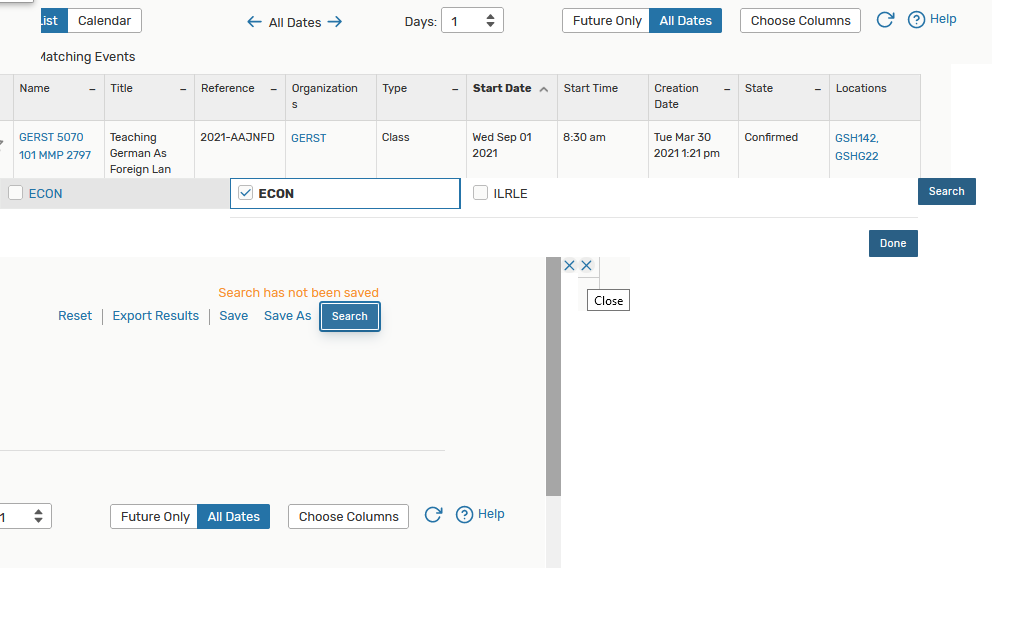 ist Calendar All Dates Days: 1 Future Only All Dates Choose Columns Help
Matching Events
Name – Title – Reference – Organizations Type – Start Date Start Time Creation Date – State – Locations
GERST 5070 101 MMP 2797 Teaching German As Foreign Lan 2021-AAJNFD GERST Class Wed Sep 01 2021 8:30 am Tue Mar 30 2021 1:21 pm Confirmed GSH142, GSHG22
ECON ECON ILRLE Search
Done
Search has not been saved
Close
Reset Export Results Save Save As Search
1 Future Only All Dates Choose Columns Help